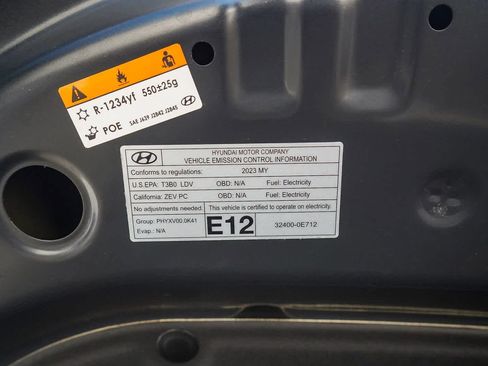 R-1234yf 550±25g
POE SAE J639 J2842 J2845
HYUNDAI MOTOR COMPANY
VEHICLE EMISSION CONTROL INFORMATION
Conforms to regulations: 2023 MY
U.S.EPA: T3B0 LDV OBD: N/A Fuel: Electricity
California: ZEV PC OBD: N/A Fuel: Electricity
No adjustments needed. This vehicle is certified to operate on electricity.
Group: PHYXV00.0K41
Evap.: N/A
E12 32400-0E712